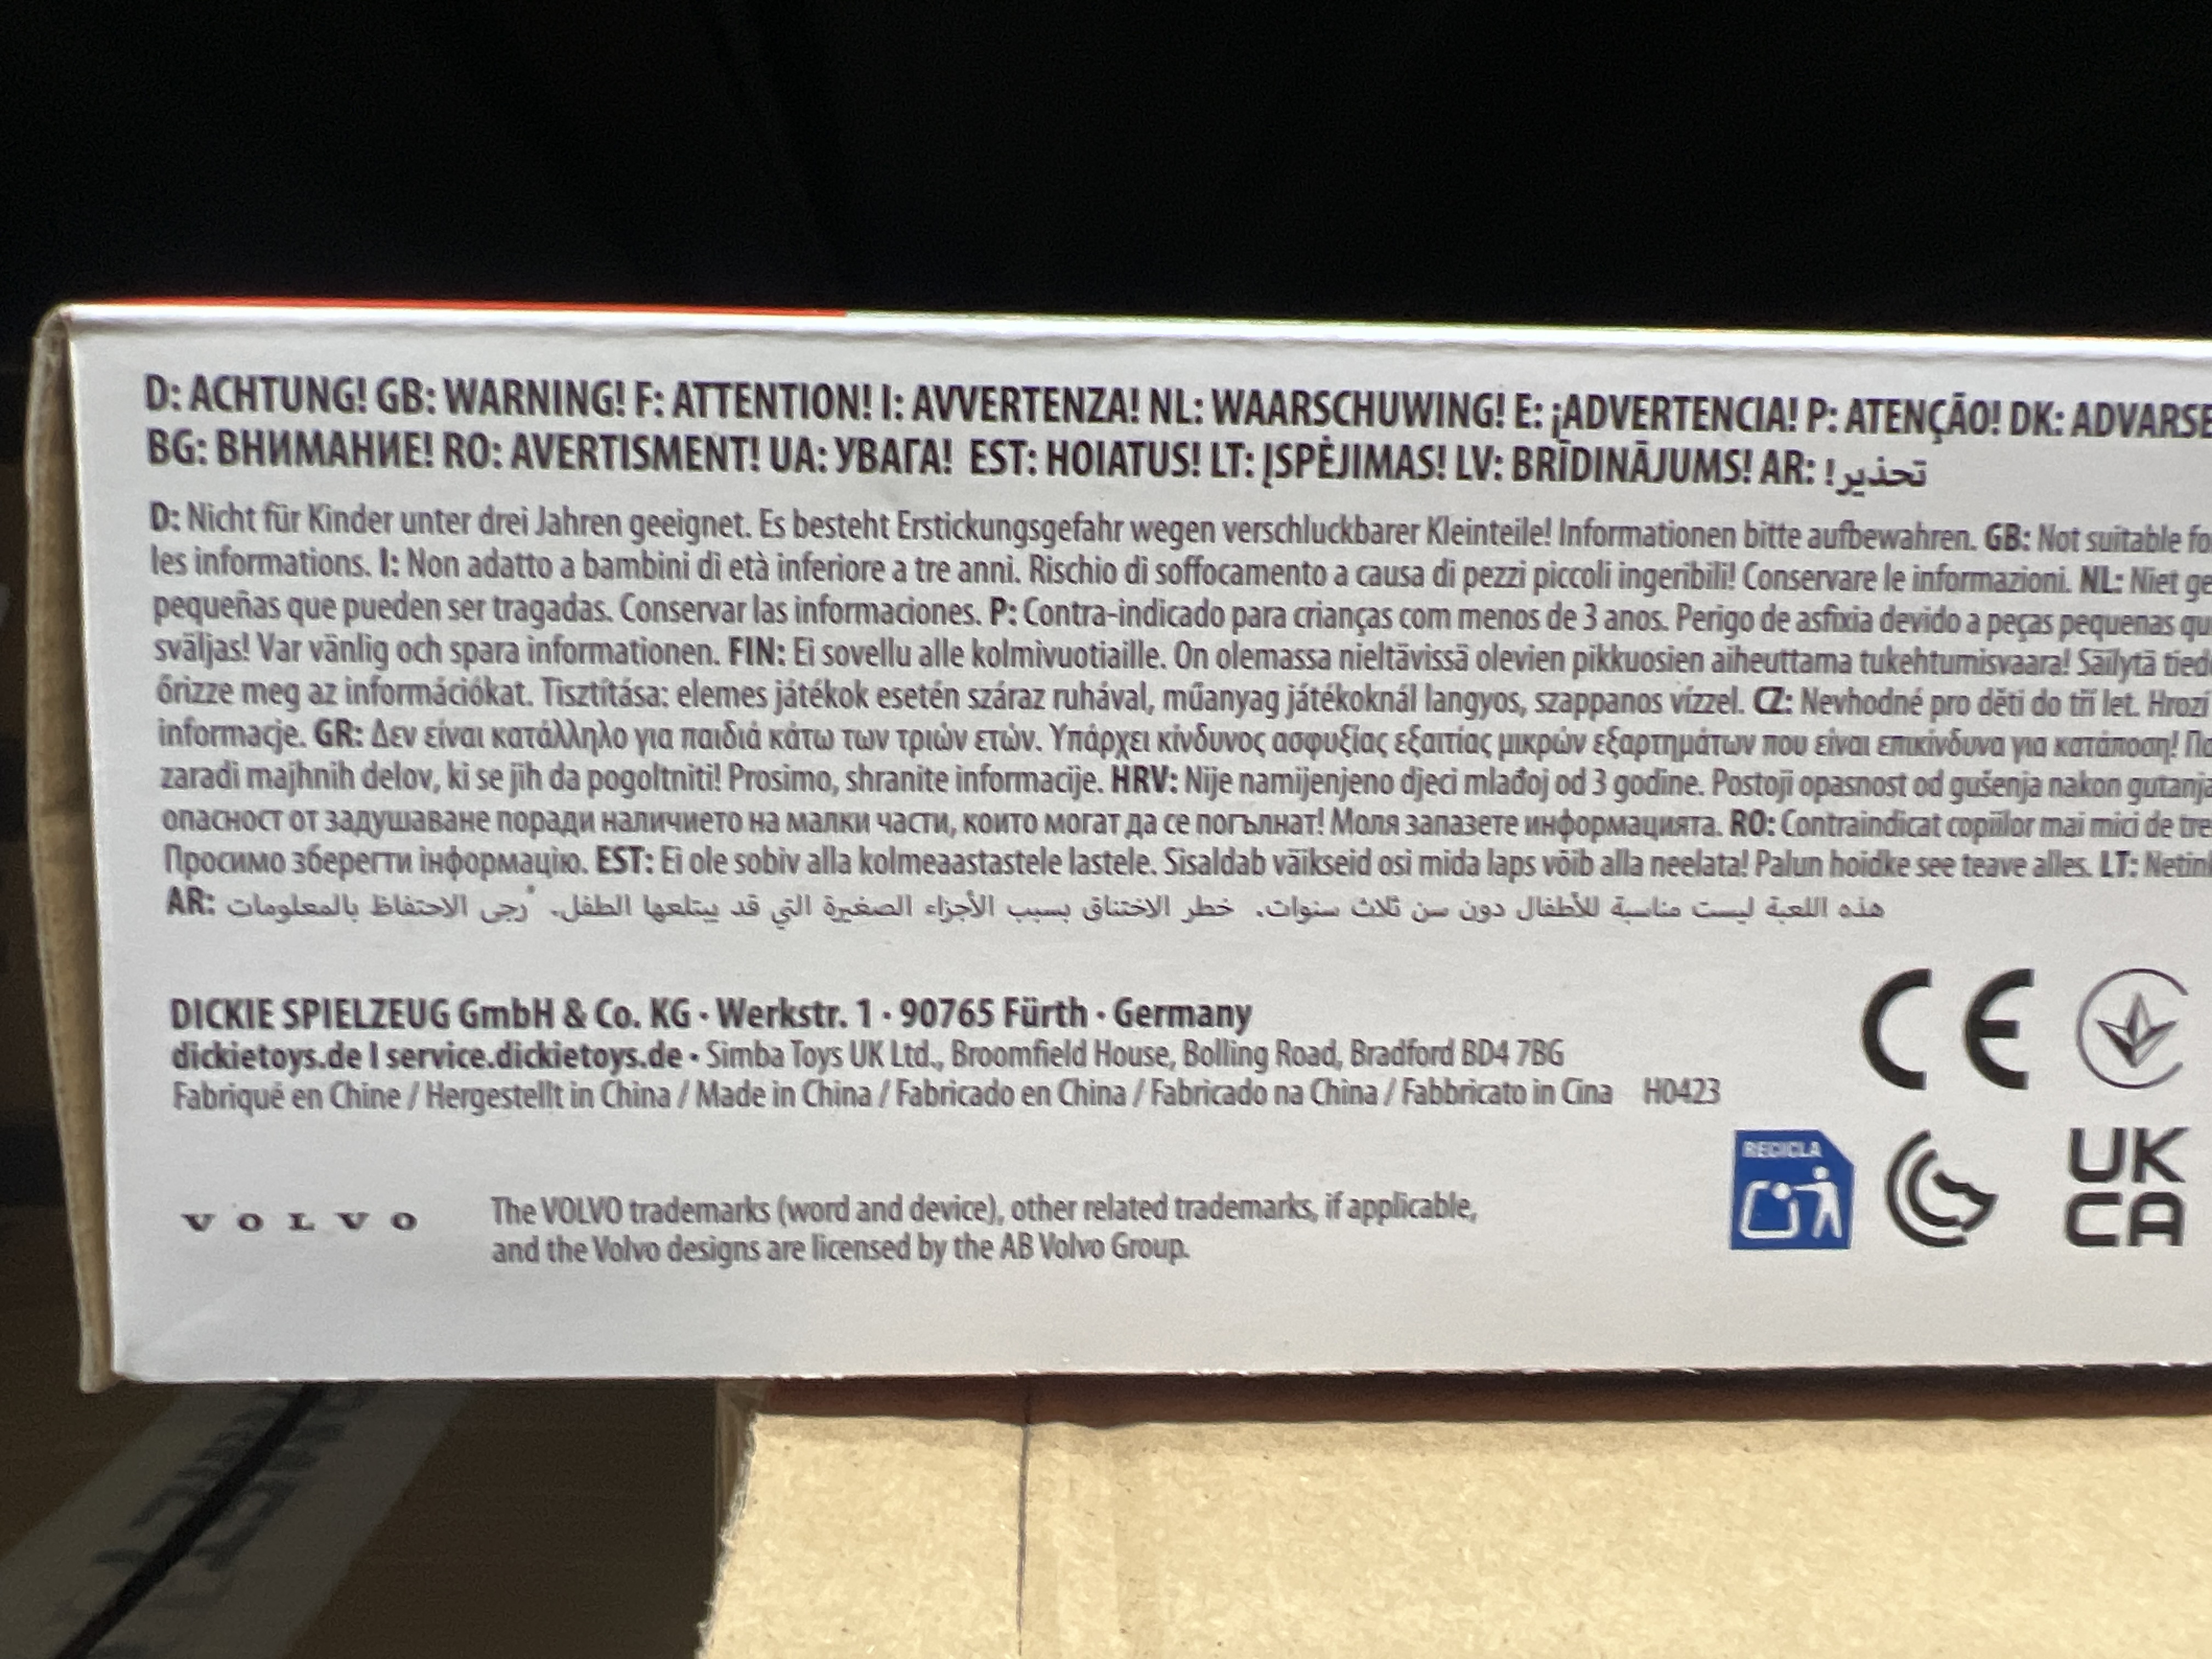 D: ACHTUNG! GB: WARNING! F: ATTENTION! I: AVVERTENZA! NL: WAARSCHUWING! E: ¡ADVERTENCIA! P: ATENÇÃO! DK: ADVARSE
BG: ВНИМАНИЕ! RO: AVERTISMENT! UA: УВАГА! EST: HOIATUS! LT: ĮSPĖJIMAS! LV: BRĪDINĀJUMS! AR: تحذير!
D: Nicht für Kinder unter drei Jahren geeignet. Es besteht Erstickungsgefahr wegen verschluckbarer Kleinteile! Informationen bitte aufbewahren. GB: Not suitable fo
les informations. I: Non adatto a bambini di età inferiore a tre anni. Rischio di soffocamento a causa di pezzi piccoli ingeribili! Conservare le informazioni. NL: Niet ge
pequeñas que pueden ser tragadas. Conservar las informaciones. P: Contra-indicado para crianças com menos de 3 anos. Perigo de asfixia devido a peças pequenas qu
sväljas! Var vänlig och spara informationen. FIN: Ei sovellu alle kolmivuotiaille. On olemassa nieltävissä olevien pikkuosien aiheuttama tukehtumisvaara! Säilytä tied
őrizze meg az információkat. Tisztítása: elemes játékok esetén száraz ruhával, műanyag játékoknál langyos, szappanos vízzel. CZ: Nevhodné pro děti do tří let. Hrozí
informacje. GR: Δεν είναι κατάλληλο για παιδιά κάτω των τριών ετών. Υπάρχει κίνδυνος ασφυξίας εξαιτίας μικρών εξαρτημάτων που είναι επικίνδυνα για κατάποση! Πα
zaradi majhnih delov, ki se jih da pogoltniti! Prosimo, shranite informacije. HRV: Nije namijenjeno djeci mlađoj od 3 godine. Postoji opasnost od gušenja nakon gutanja
опасност от задушаване поради наличието на малки части, които могат да се погълнат! Моля запазете информацията. RO: Contraindicat copiilor mai mici de tre
Просимо зберегти інформацію. EST: Ei ole sobiv alla kolmeaastastele lastele. Sisaldab väikseid osi mida laps võib alla neelata! Palun hoidke see teave alles. LT: Netink
AR: هذه اللعبة ليست مناسبة للأطفال دون سن ثلاث سنوات. خطر الاختناق بسبب الأجزاء الصغيرة التي قد يبتلعها الطفل. رجى الاحتفاظ بالمعلومات
DICKIE SPIELZEUG GmbH & Co. KG · Werkstr. 1 · 90765 Fürth · Germany
dickietoys.de I service.dickietoys.de • Simba Toys UK Ltd., Broomfield House, Bolling Road, Bradford BD4 7BG
Fabriqué en Chine / Hergestellt in China / Made in China / Fabricado en China / Fabricado na China / Fabbricato in Cina H0423
CE
RECICLA
UK
CA
VOLVO
The VOLVO trademarks (word and device), other related trademarks, if applicable,
and the Volvo designs are licensed by the AB Volvo Group.